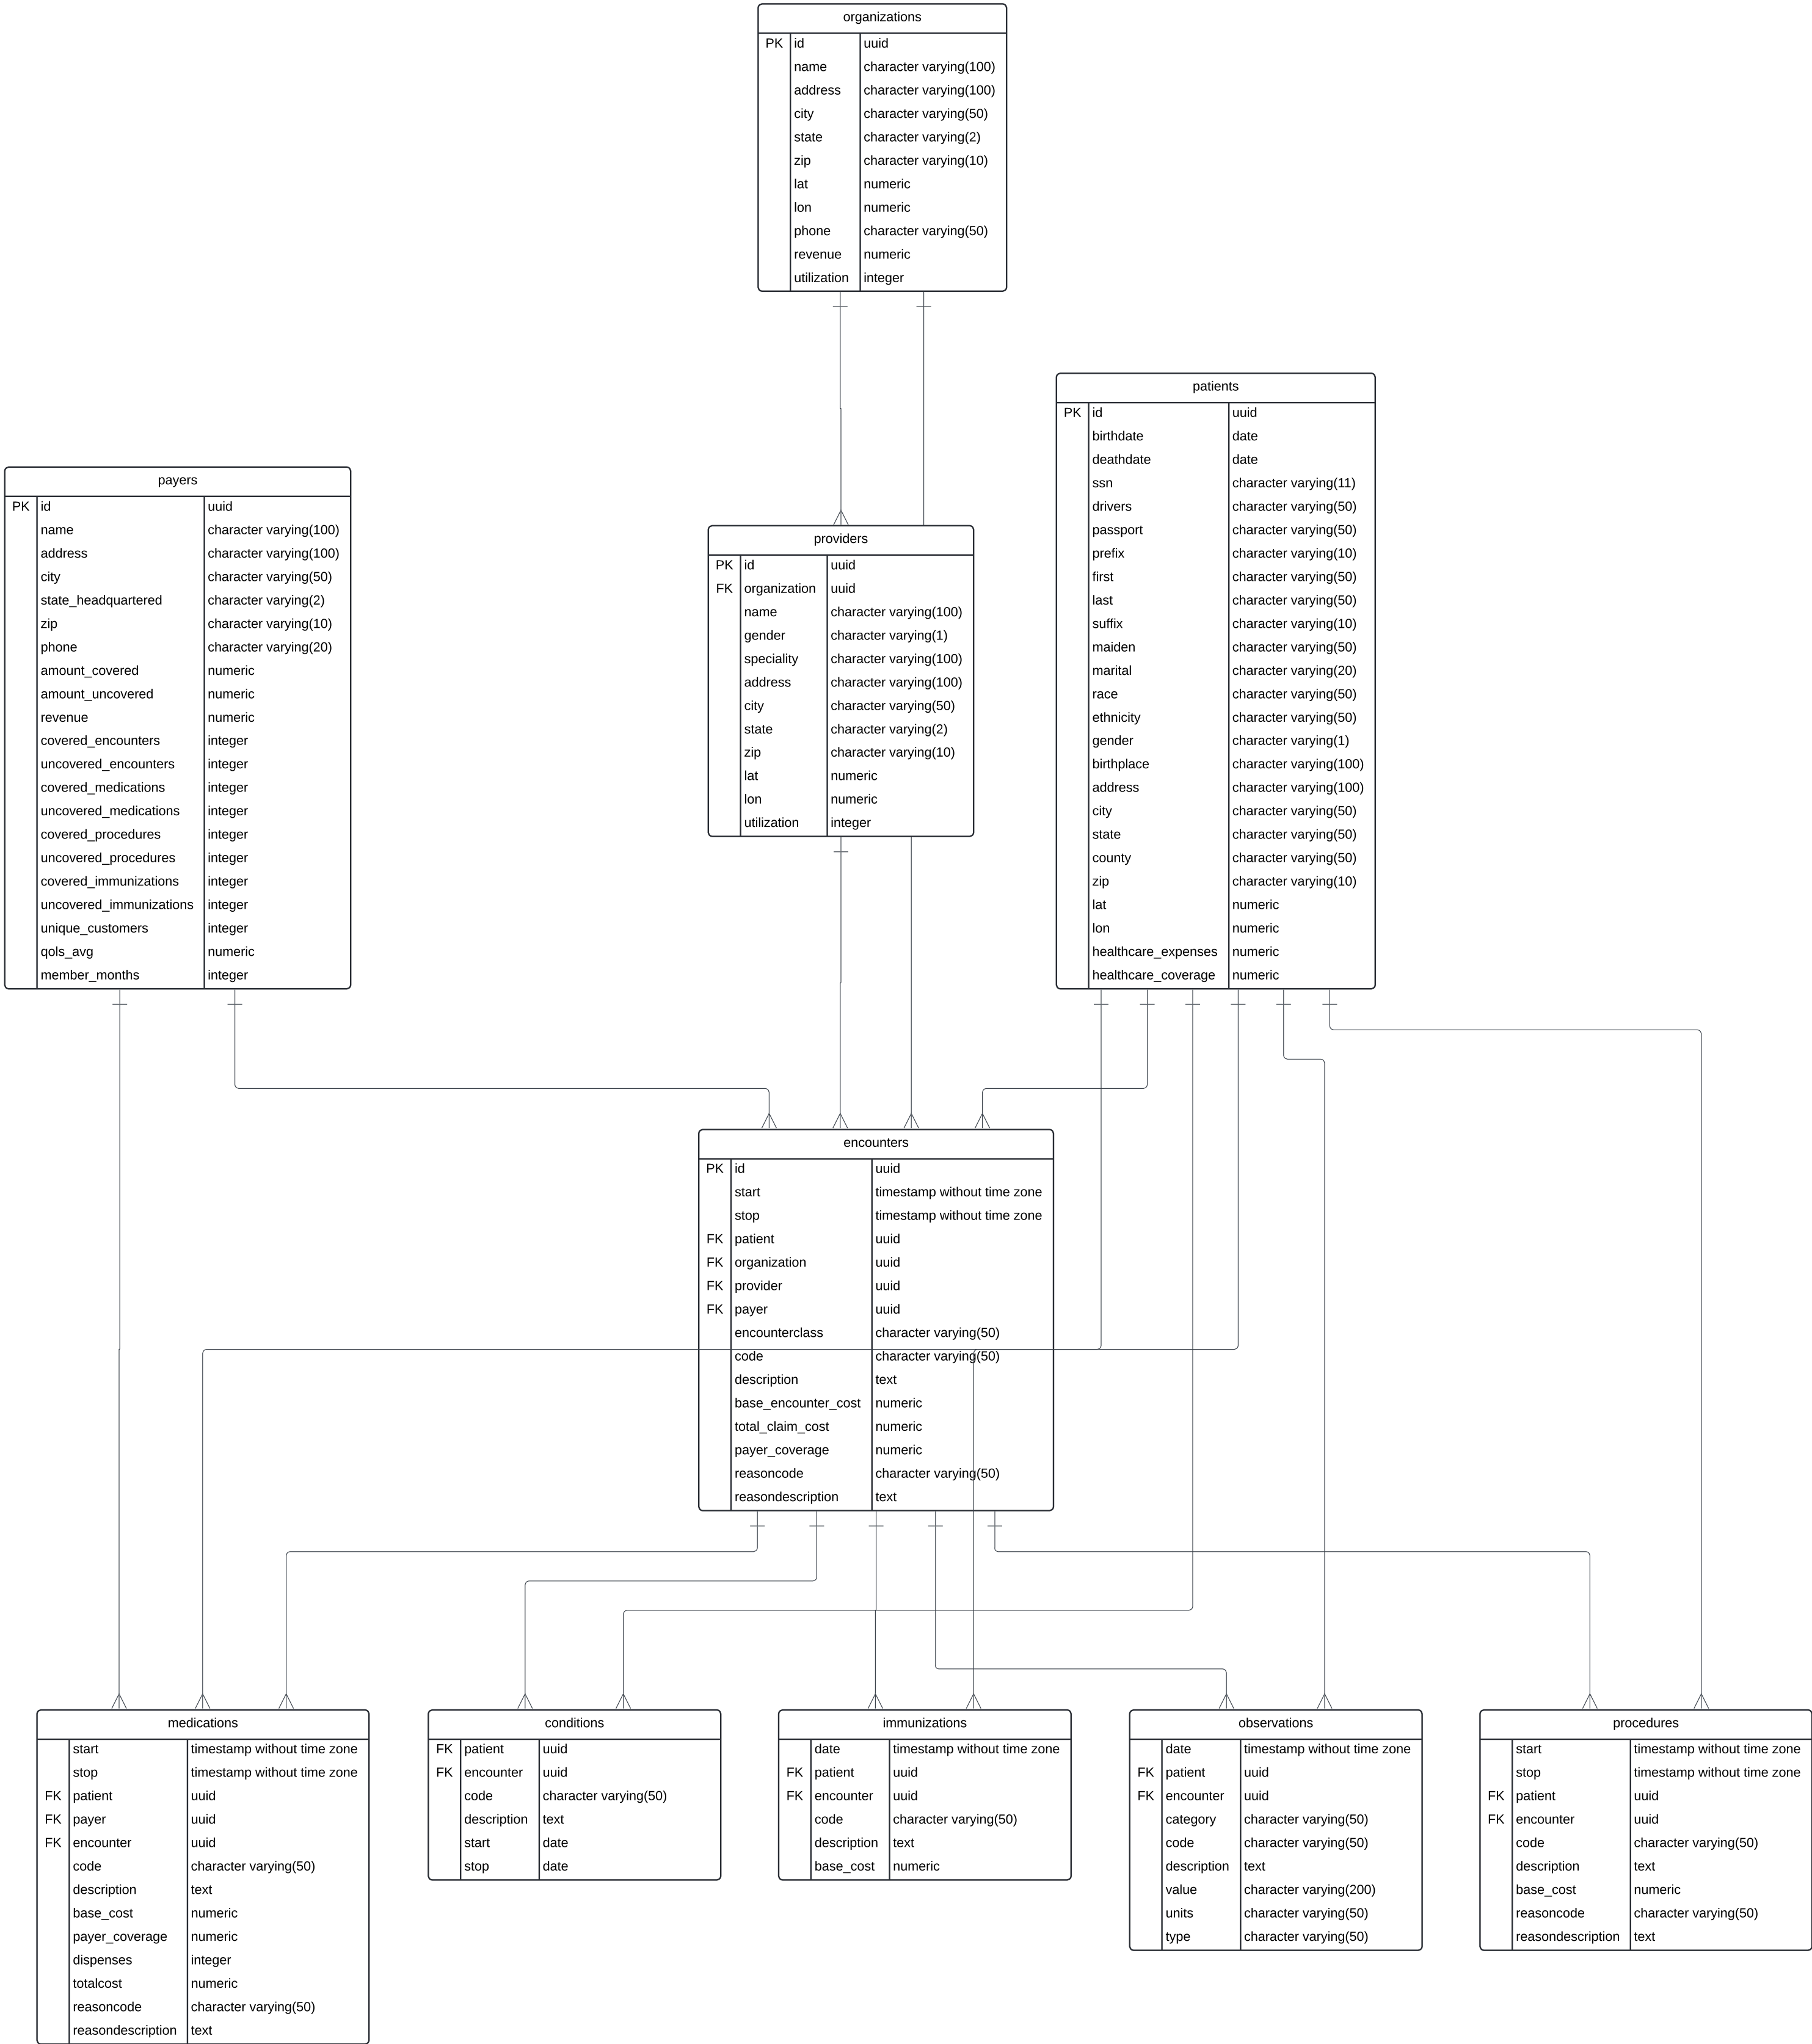 organizations
PK id uuid
name character varying(100)
address character varying(100)
city character varying(50)
state character varying(2)
zip character varying(10)
lat numeric
lon numeric
phone character varying(50)
revenue numeric
utilization integer
patients
PK id uuid
birthdate date
deathdate date
ssn character varying(11)
drivers character varying(50)
passport character varying(50)
prefix character varying(10)
first character varying(50)
last character varying(50)
suffix character varying(10)
maiden character varying(50)
marital character varying(20)
race character varying(50)
ethnicity character varying(50)
gender character varying(1)
birthplace character varying(100)
address character varying(100)
city character varying(50)
state character varying(50)
county character varying(50)
zip character varying(10)
lat numeric
lon numeric
healthcare_expenses numeric
healthcare_coverage numeric
payers
PK id uuid
name character varying(100)
address character varying(100)
city character varying(50)
state_headquartered character varying(2)
zip character varying(10)
phone character varying(20)
amount_covered numeric
amount_uncovered numeric
revenue numeric
covered_encounters integer
uncovered_encounters integer
covered_medications integer
uncovered_medications integer
covered_procedures integer
uncovered_procedures integer
covered_immunizations integer
uncovered_immunizations integer
unique_customers integer
qols_avg numeric
member_months integer
providers
PK id uuid
FK organization uuid
name character varying(100)
gender character varying(1)
speciality character varying(100)
address character varying(100)
city character varying(50)
state character varying(2)
zip character varying(10)
lat numeric
lon numeric
utilization integer
encounters
PK id uuid
start timestamp without time zone
stop timestamp without time zone
FK patient uuid
FK organization uuid
FK provider uuid
FK payer uuid
encounterclass character varying(50)
code character varying(50)
description text
base_encounter_cost numeric
total_claim_cost numeric
payer_coverage numeric
reasoncode character varying(50)
reasondescription text
medications
start timestamp without time zone
stop timestamp without time zone
FK patient uuid
FK payer uuid
FK encounter uuid
code character varying(50)
description text
base_cost numeric
payer_coverage numeric
dispenses integer
totalcost numeric
reasoncode character varying(50)
reasondescription text
conditions
FK patient uuid
FK encounter uuid
code character varying(50)
description text
start date
stop date
immunizations
date timestamp without time zone
FK patient uuid
FK encounter uuid
code character varying(50)
description text
base_cost numeric
observations
date timestamp without time zone
FK patient uuid
FK encounter uuid
category character varying(50)
code character varying(50)
description text
value character varying(200)
units character varying(50)
type character varying(50)
procedures
start timestamp without time zone
stop timestamp without time zone
FK patient uuid
FK encounter uuid
code character varying(50)
description text
base_cost numeric
reasoncode character varying(50)
reasondescription text